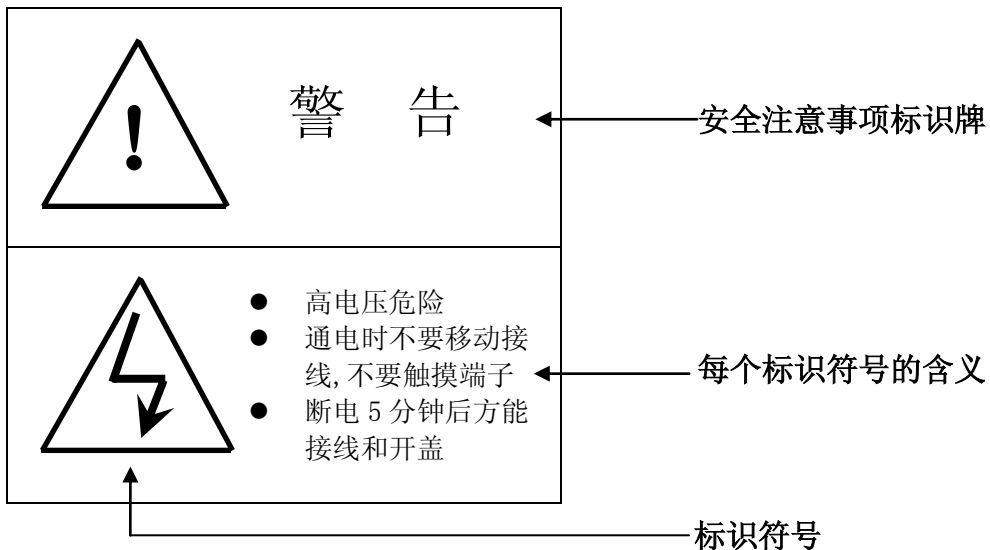 警 告
安全注意事项标识牌
● 高电压危险
● 通电时不要移动接
线,不要触摸端子
● 断电 5 分钟后方能
接线和开盖
每个标识符号的含义
标识符号